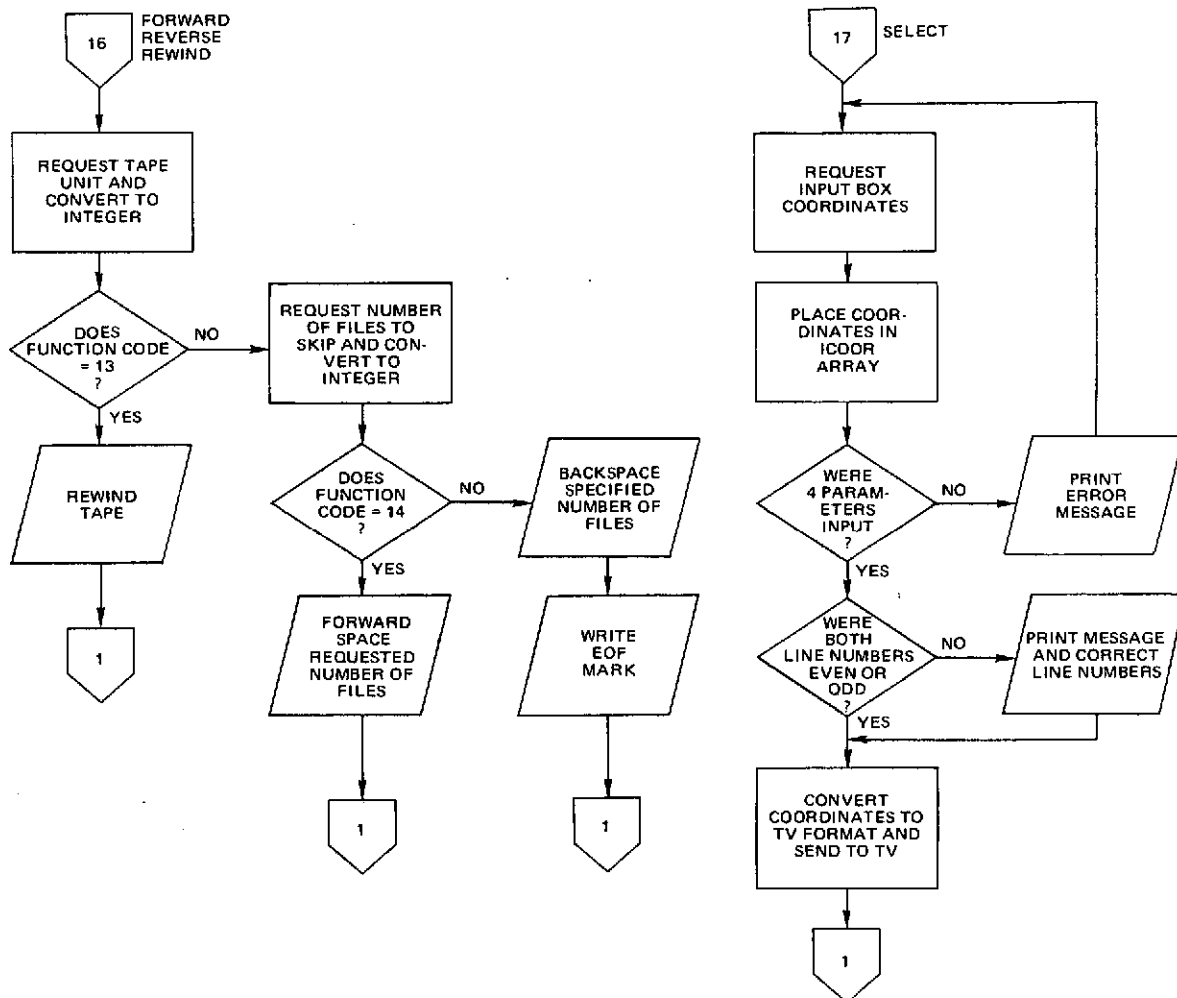 16
FORWARD
REVERSE
REWIND
REQUEST TAPE
UNIT AND
CONVERT TO
INTEGER
DOES
FUNCTION CODE
= 13
?
NO
YES
REWIND
TAPE
1
REQUEST NUMBER
OF FILES TO
SKIP AND CON-
VERT TO
INTEGER
DOES
FUNCTION
CODE = 14
?
NO
YES
FORWARD
SPACE
REQUESTED
NUMBER OF
FILES
1
BACKSPACE
SPECIFIED
NUMBER OF
FILES
WRITE
EOF
MARK
1
17
SELECT
REQUEST
INPUT BOX
COORDINATES
PLACE COOR-
DINATES IN
ICOOR
ARRAY
WERE
4 PARAM-
ETERS
INPUT
?
NO
PRINT
ERROR
MESSAGE
YES
WERE
BOTH
LINE NUMBERS
EVEN OR
ODD
?
NO
PRINT MESSAGE
AND CORRECT
LINE NUMBERS
YES
CONVERT
COORDINATES TO
TV FORMAT AND
SEND TO TV
1